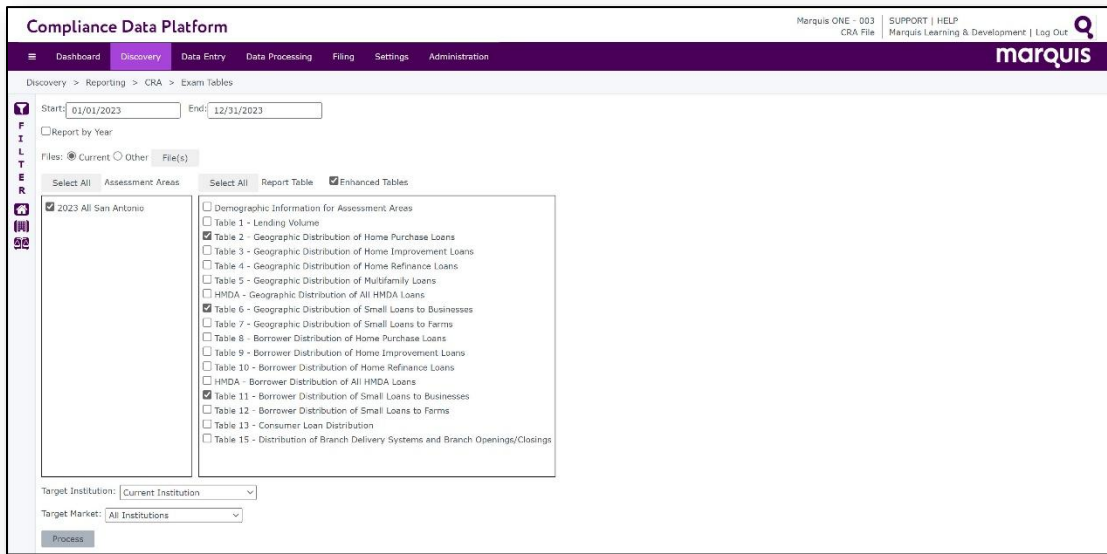 Compliance Data Platform
Marquis ONE - 003
CRA File
SUPPORT | HELP
Marquis Learning & Development | Log Out
Dashboard Discovery Data Entry Data Processing Filing Settings Administration
marquis
Discovery > Reporting > CRA > Exam Tables
FILTER
Start: 01/01/2023 End: 12/31/2023
Report by Year
Files: Current Other File(s)
Select All Assessment Areas Select All Report Table Enhanced Tables
2023 All San Antonio
Demographic Information for Assessment Areas
Table 1 - Lending Volume
Table 2 - Geographic Distribution of Home Purchase Loans
Table 3 - Geographic Distribution of Home Improvement Loans
Table 4 - Geographic Distribution of Home Refinance Loans
Table 5 - Geographic Distribution of Multifamily Loans
HMDA - Geographic Distribution of All HMDA Loans
Table 6 - Geographic Distribution of Small Loans to Businesses
Table 7 - Geographic Distribution of Small Loans to Farms
Table 8 - Borrower Distribution of Home Purchase Loans
Table 9 - Borrower Distribution of Home Improvement Loans
Table 10 - Borrower Distribution of Home Refinance Loans
HMDA - Borrower Distribution of All HMDA Loans
Table 11 - Borrower Distribution of Small Loans to Businesses
Table 12 - Borrower Distribution of Small Loans to Farms
Table 13 - Consumer Loan Distribution
Table 15 - Distribution of Branch Delivery Systems and Branch Openings/Closings
Target Institution: Current Institution
Target Market: All Institutions
Process